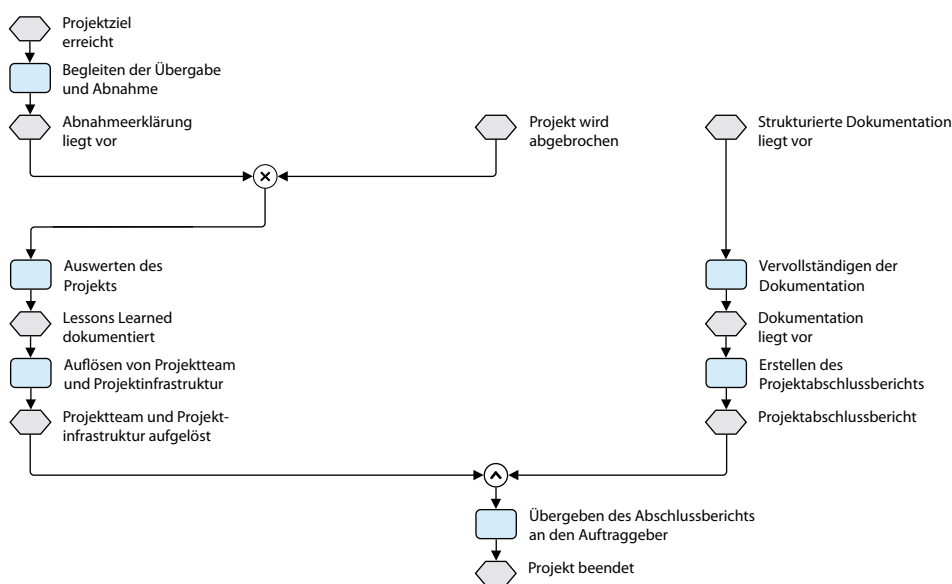 Projektziel
erreicht
Begleiten der Übergabe
und Abnahme
Abnahmeerklärung
liegt vor
Projekt wird
abgebrochen
Strukturierte Dokumentation
liegt vor
Auswerten des
Projekts
Vervollständigen der
Dokumentation
Lessons Learned
dokumentiert
Dokumentation
liegt vor
Auflösen von Projektteam
und Projektinfrastruktur
Erstellen des
Projektabschlussberichts
Projektteam und Projekt-
infrastruktur aufgelöst
Projektabschlussbericht
Übergeben des Abschlussberichts
an den Auftraggeber
Projekt beendet